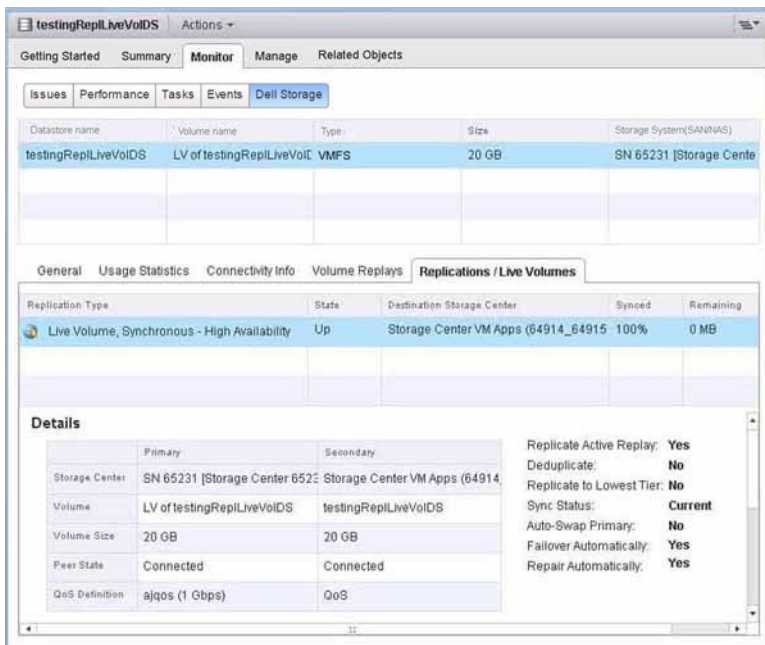 testingReplLiveVolDS Actions
Getting Started Summary Monitor Manage Related Objects
Issues Performance Tasks Events Dell Storage
Datastore name Volume name Type Size Storage System(SAN/NAS)
testingReplLiveVolDS LV of testingReplLiveVolD VMFS 20 GB SN 65231 [Storage Cente
General Usage Statistics Connectivity Info Volume Replays Replications / Live Volumes
Replication Type State Destination Storage Center Synced Remaining
Live Volume, Synchronous - High Availability Up Storage Center VM Apps (64914_64915 100% 0 MB
Details
Primary Secondary
Storage Center SN 65231 [Storage Center 6523 Storage Center VM Apps (64914_
Volume LV of testingReplLiveVolDS testingReplLiveVolDS
Volume Size 20 GB 20 GB
Peer State Connected Connected
QoS Definition ajqos (1 Gbps) QoS
Replicate Active Replay: Yes
Deduplicate: No
Replicate to Lowest Tier: No
Sync Status: Current
Auto-Swap Primary: No
Failover Automatically: Yes
Repair Automatically: Yes